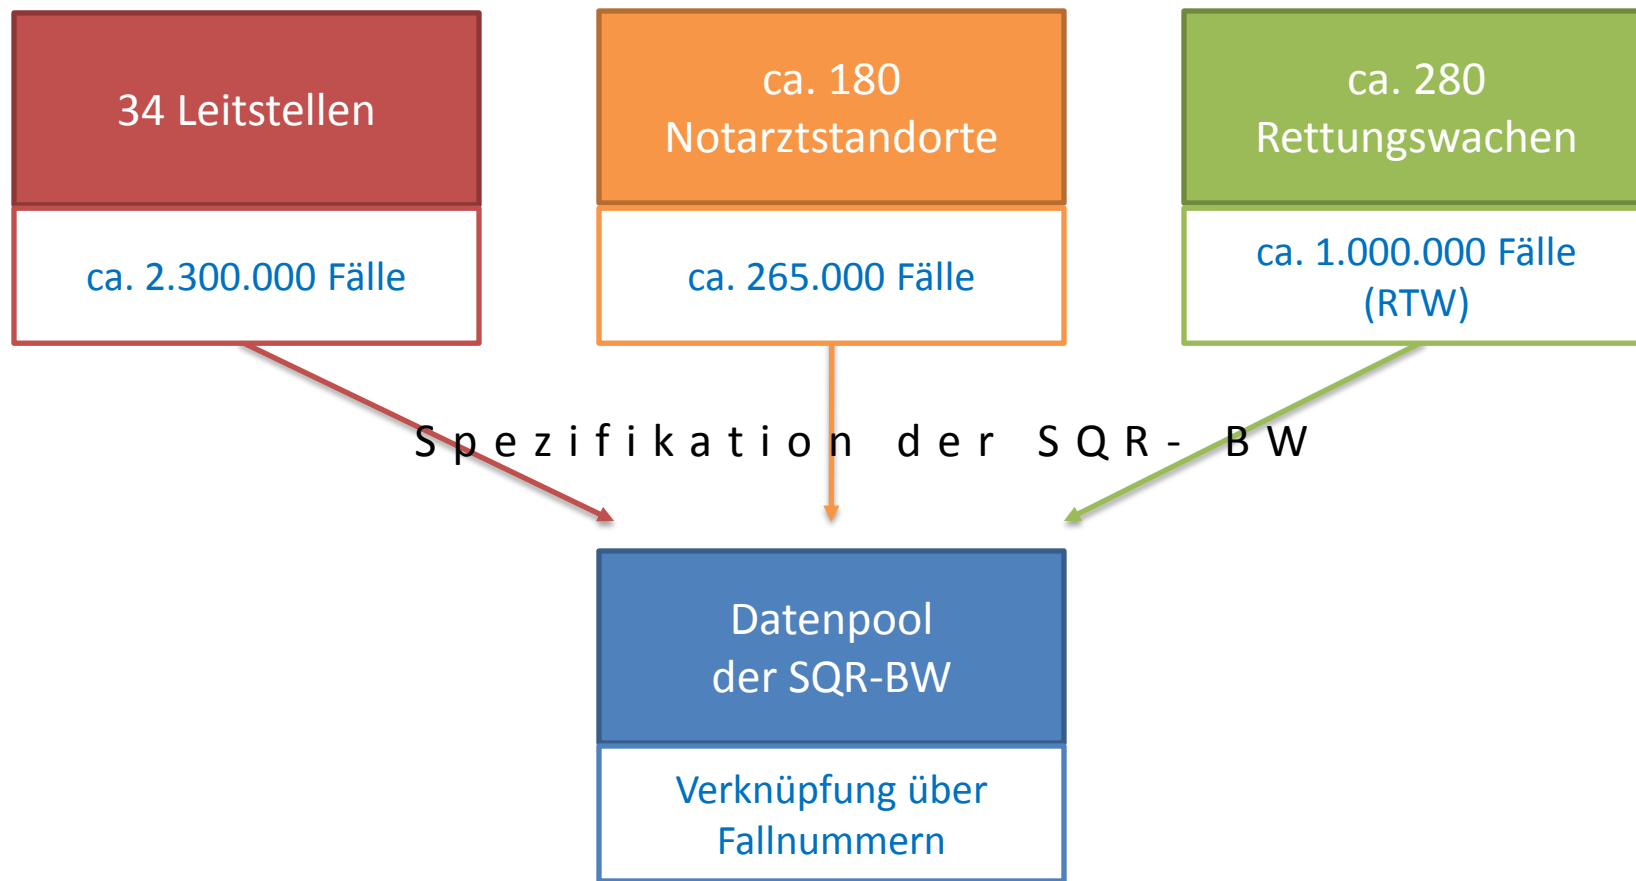 34 Leitstellen
ca. 2.300.000 Fälle
ca. 180
Notarztstandorte
ca. 265.000 Fälle
ca. 280
Rettungswachen
ca. 1.000.000 Fälle
(RTW)
Spezifikation der SQR- BW
Datenpool
der SQR-BW
Verknüpfung über
Fallnummern